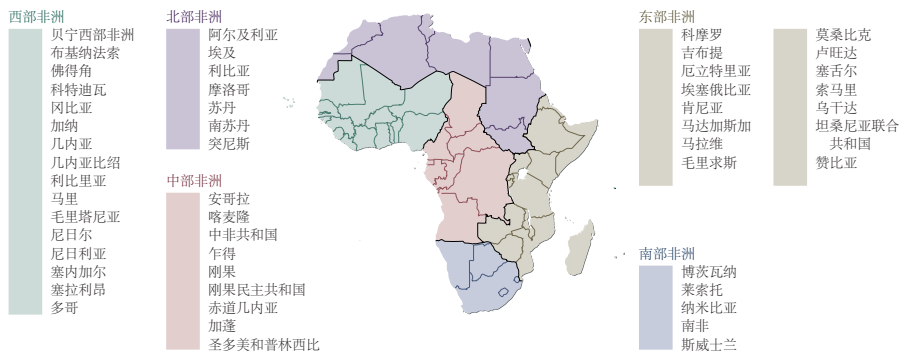 西部非洲
贝宁西部非洲
布基纳法索
佛得角
科特迪瓦
冈比亚
加纳
几内亚
几内亚比绍
利比里亚
马里
毛里塔尼亚
尼日尔
尼日利亚
塞内加尔
塞拉利昂
多哥
北部非洲
阿尔及利亚
埃及
利比亚
摩洛哥
苏丹
南苏丹
突尼斯
中部非洲
安哥拉
喀麦隆
中非共和国
乍得
刚果
刚果民主共和国
赤道几内亚
加蓬
圣多美和普林西比
东部非洲
科摩罗
吉布提
厄立特里亚
埃塞俄比亚
肯尼亚
马达加斯加
马拉维
毛里求斯
莫桑比克
卢旺达
塞舌尔
索马里
乌干达
坦桑尼亚联合
共和国
赞比亚
南部非洲
博茨瓦纳
莱索托
纳米比亚
南非
斯威士兰